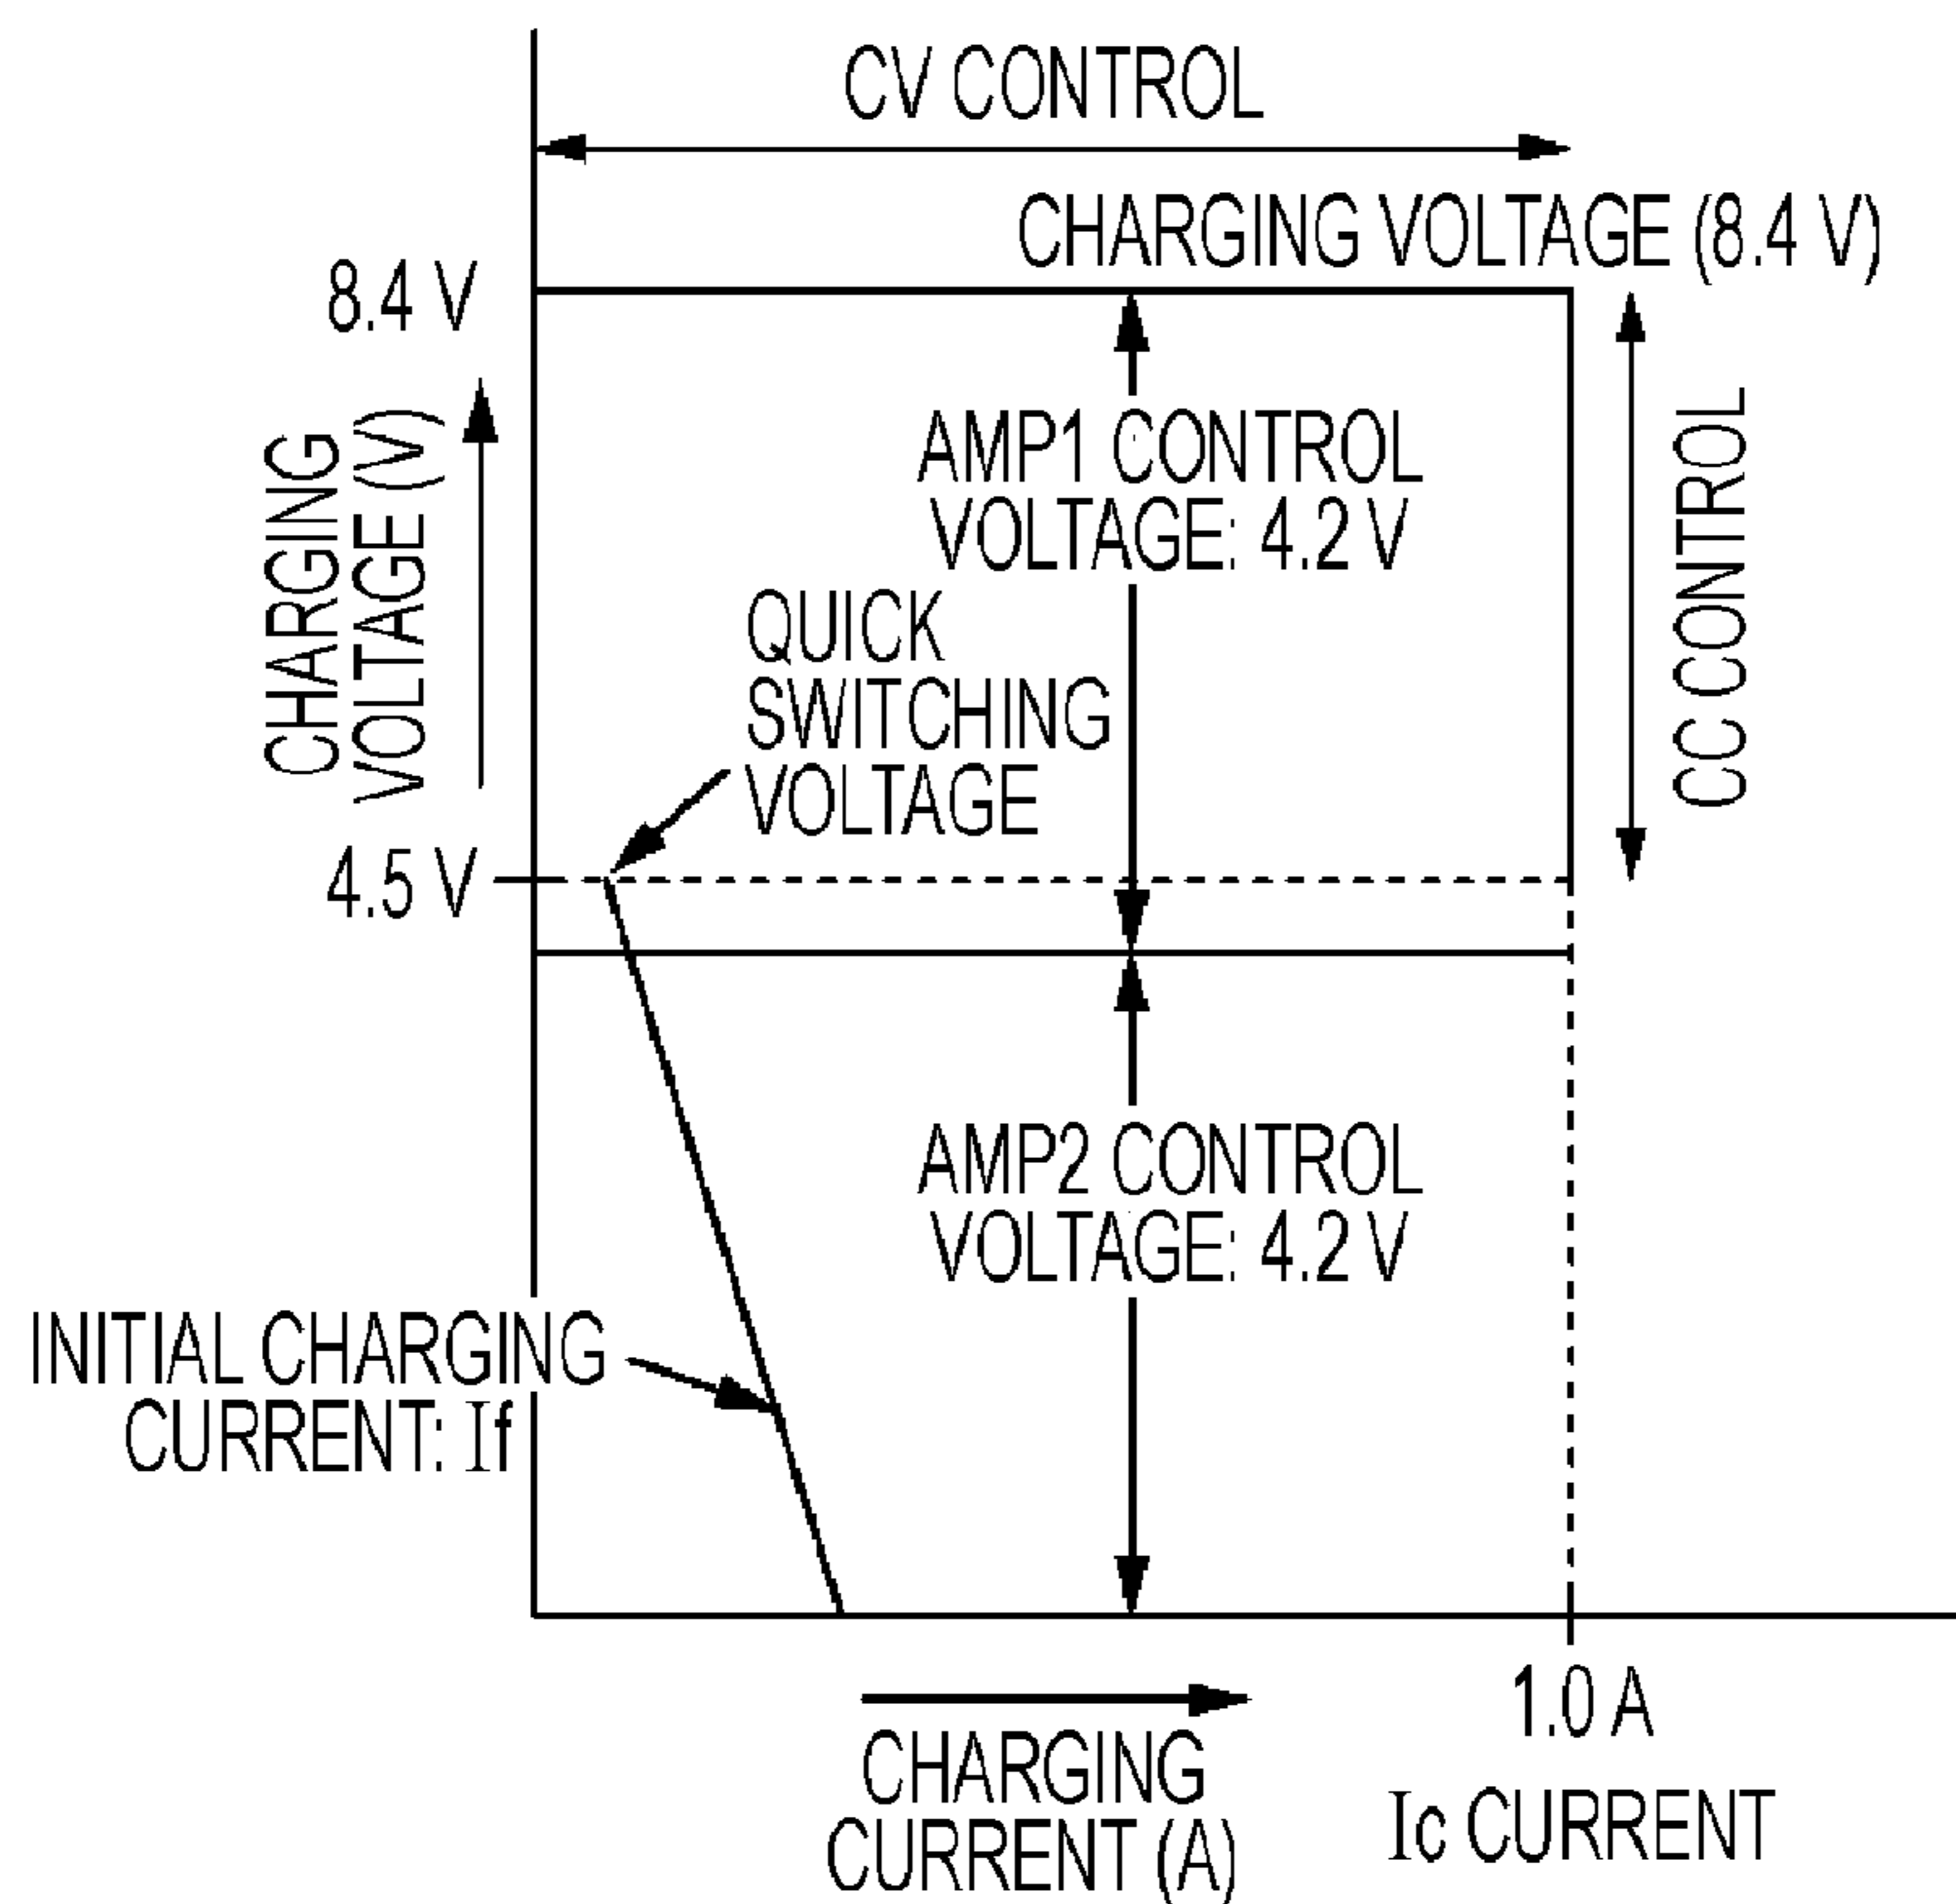 CV CONTROL
CHARGING VOLTAGE (8.4 V)
8.4 V
CHARGING
VOLTAGE (V)
AMP1 CONTROL
VOLTAGE: 4.2 V
CC CONTROL
QUICK
SWITCHING
VOLTAGE
4.5 V
AMP2 CONTROL
VOLTAGE: 4.2 V
INITIAL CHARGING
CURRENT: If
1.0 A
CHARGING
CURRENT (A)
Ic CURRENT